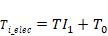 T_{i_elec} = TI_1 + T_0